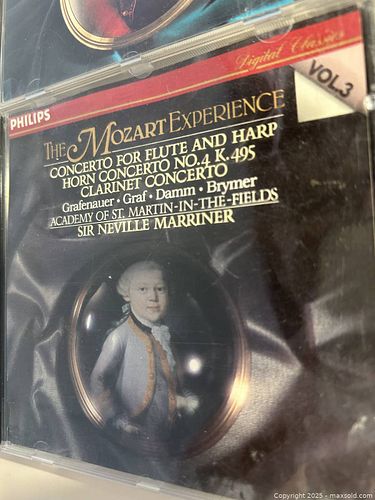 Digital Classics
PHILIPS
VOL.3
THE MOZART EXPERIENCE
CONCERTO FOR FLUTE AND HARP
HORN CONCERTO NO.4 K.495
CLARINET CONCERTO
Grafenauer · Graf · Damm · Brymer
ACADEMY OF ST. MARTIN-IN-THE-FIELDS
SIR NEVILLE MARRINER
Copyright 2025 - maxsold.com